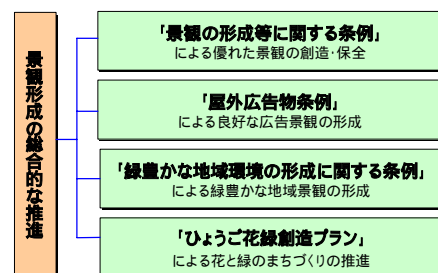 景観形成の総合的な推進
「景観の形成等に関する条例」
による優れた景観の創造・保全
「屋外広告物条例」
による良好な広告景観の形成
「緑豊かな地域環境の形成に関する条例」
による緑豊かな地域景観の形成
「ひょうご花緑創造プラン」
による花と緑のまちづくりの推進